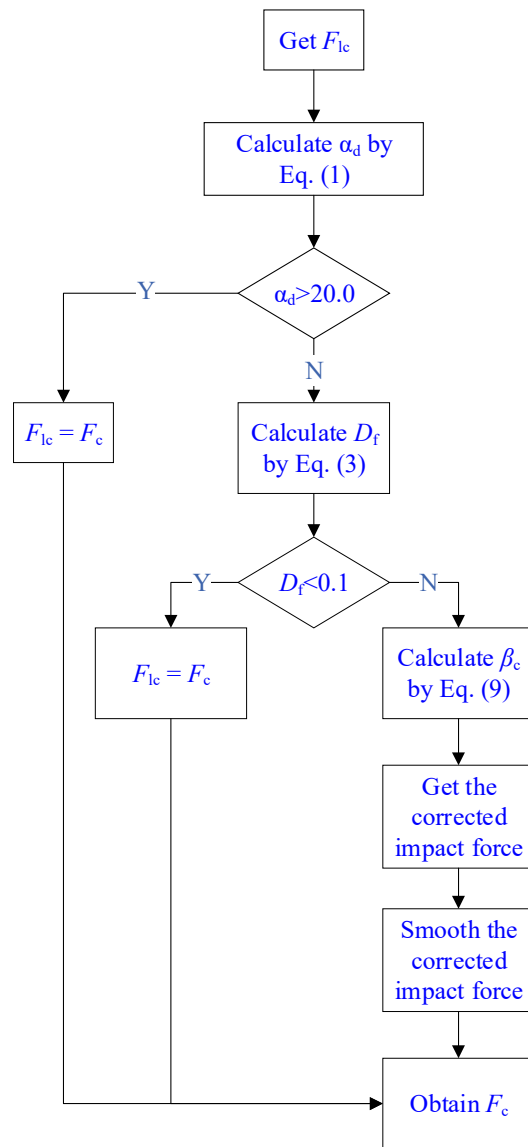 Get F_lc
Calculate α_d by
Eq. (1)
α_d>20.0
Y
N
F_lc = F_c
Calculate D_f
by Eq. (3)
D_f<0.1
Y
N
F_lc = F_c
Calculate β_c
by Eq. (9)
Get the
corrected
impact force
Smooth the
corrected
impact force
Obtain F_c